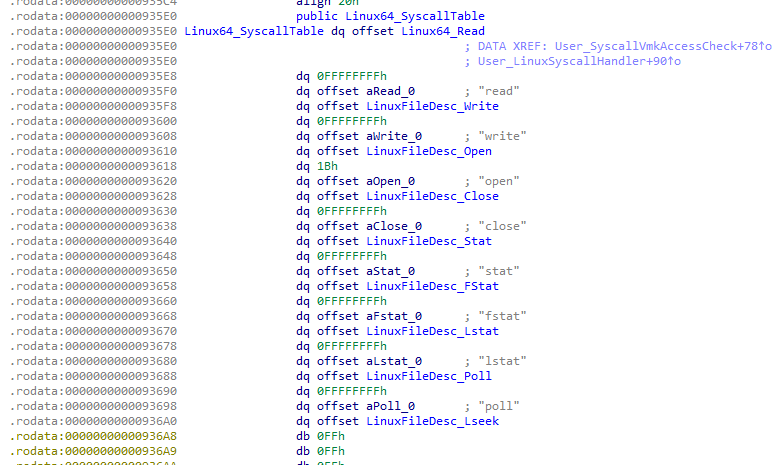 .rodata:00000000000935C4 align 20h
.rodata:00000000000935E0 public Linux64_SyscallTable
.rodata:00000000000935E0 Linux64_SyscallTable dq offset Linux64_Read
.rodata:00000000000935E0 ; DATA XREF: User_SyscallVmkAccessCheck+78↑o
.rodata:00000000000935E0 ; User_LinuxSyscallHandler+90↑o
.rodata:00000000000935E8 dq 0FFFFFFFFh
.rodata:00000000000935F0 dq offset aRead_0 ; "read"
.rodata:00000000000935F8 dq offset LinuxFileDesc_Write
.rodata:0000000000093600 dq 0FFFFFFFFh
.rodata:0000000000093608 dq offset aWrite_0 ; "write"
.rodata:0000000000093610 dq offset LinuxFileDesc_Open
.rodata:0000000000093618 dq 1Bh
.rodata:0000000000093620 dq offset aOpen_0 ; "open"
.rodata:0000000000093628 dq offset LinuxFileDesc_Close
.rodata:0000000000093630 dq 0FFFFFFFFh
.rodata:0000000000093638 dq offset aClose_0 ; "close"
.rodata:0000000000093640 dq offset LinuxFileDesc_Stat
.rodata:0000000000093648 dq 0FFFFFFFFh
.rodata:0000000000093650 dq offset aStat_0 ; "stat"
.rodata:0000000000093658 dq offset LinuxFileDesc_FStat
.rodata:0000000000093660 dq 0FFFFFFFFh
.rodata:0000000000093668 dq offset aFstat_0 ; "fstat"
.rodata:0000000000093670 dq offset LinuxFileDesc_Lstat
.rodata:0000000000093678 dq 0FFFFFFFFh
.rodata:0000000000093680 dq offset aLstat_0 ; "lstat"
.rodata:0000000000093688 dq offset LinuxFileDesc_Poll
.rodata:0000000000093690 dq 0FFFFFFFFh
.rodata:0000000000093698 dq offset aPoll_0 ; "poll"
.rodata:00000000000936A0 dq offset LinuxFileDesc_Lseek
.rodata:00000000000936A8 db 0FFh
.rodata:00000000000936A9 db 0FFh
.rodata:00000000000936AA db 0FFh